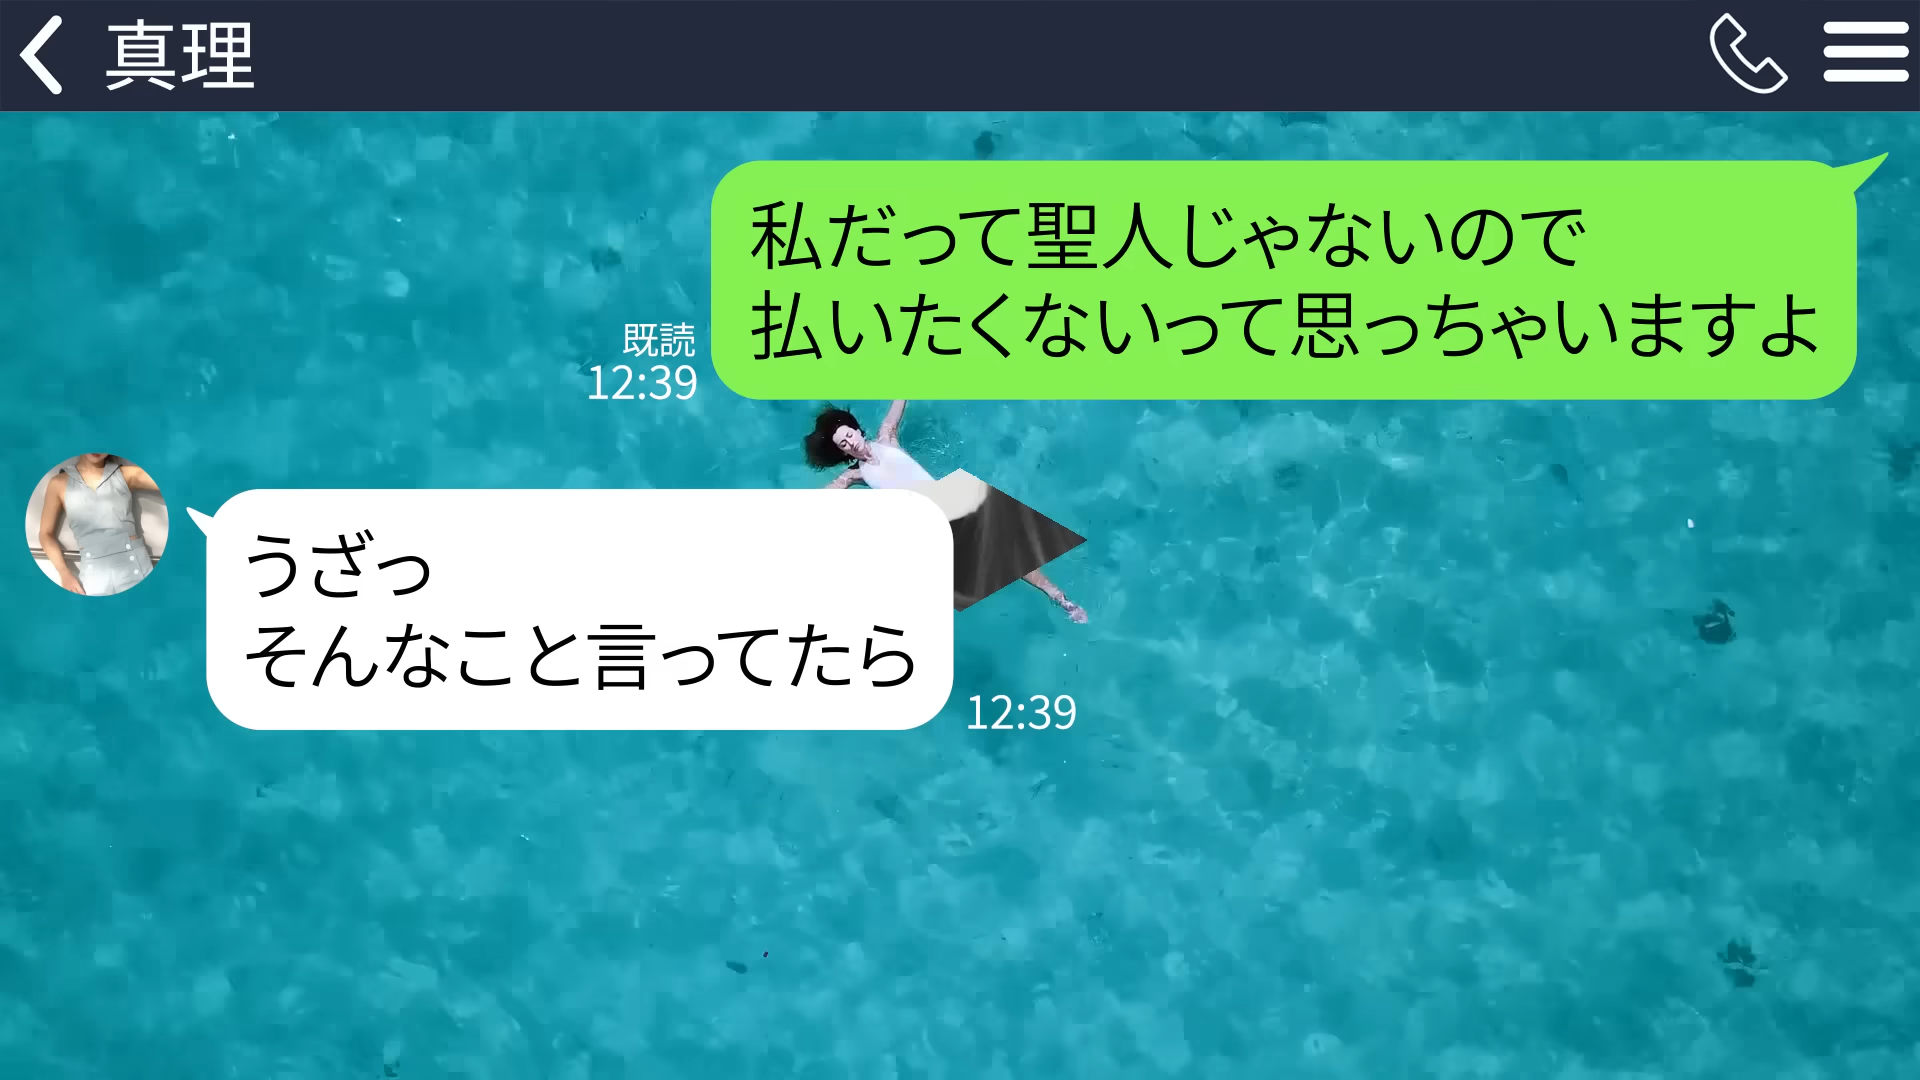 真理
私だって聖人じゃないので
払いたくないって思っちゃいますよ
既読
12:39
うざっ
そんなこと言ってたら
12:39